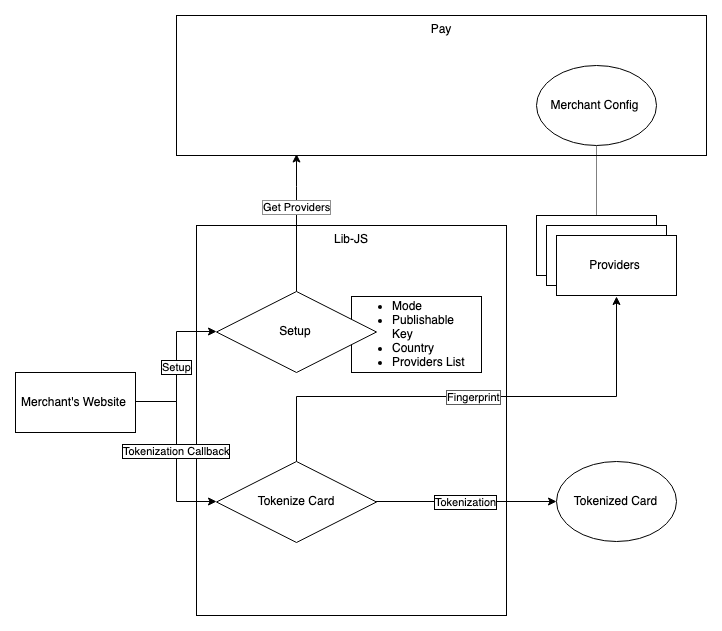 Pay
Merchant Config
Get Providers
Lib-JS
Providers
Setup
• Mode
• Publishable
Key
• Country
• Providers List
Setup
Merchant's Website
Fingerprint
Tokenization Callback
Tokenize Card
Tokenization
Tokenized Card